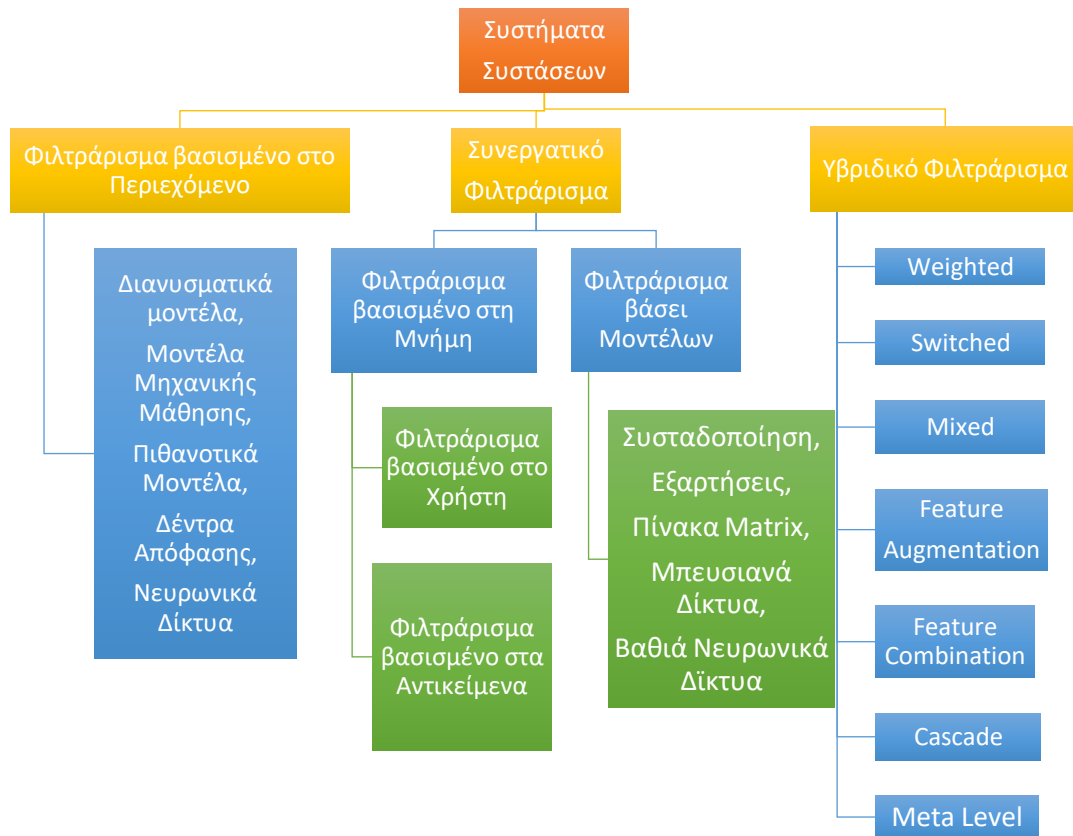 Συστήματα
Συστάσεων
Φιλτράρισμα βασισμένο στο
Περιεχόμενο
Συνεργατικό
Φιλτράρισμα
Υβριδικό Φιλτράρισμα
Διανυσματικά
μοντέλα,
Μοντέλα
Μηχανικής
Μάθησης,
Πιθανοτικά
Μοντέλα,
Δέντρα
Απόφασης,
Νευρωνικά
Δίκτυα
Φιλτράρισμα
βασισμένο στη
Μνήμη
Φιλτράρισμα
βασισμένο στο
Χρήστη
Φιλτράρισμα
βασισμένο στα
Αντικείμενα
Φιλτράρισμα
βάσει
Μοντέλων
Συσταδοποίηση,
Εξαρτήσεις,
Πίνακα Matrix,
Μπευσιανά
Δίκτυα,
Βαθιά Νευρωνικά
Δϊκτυα
Weighted
Switched
Mixed
Feature
Augmentation
Feature
Combination
Cascade
Meta Level